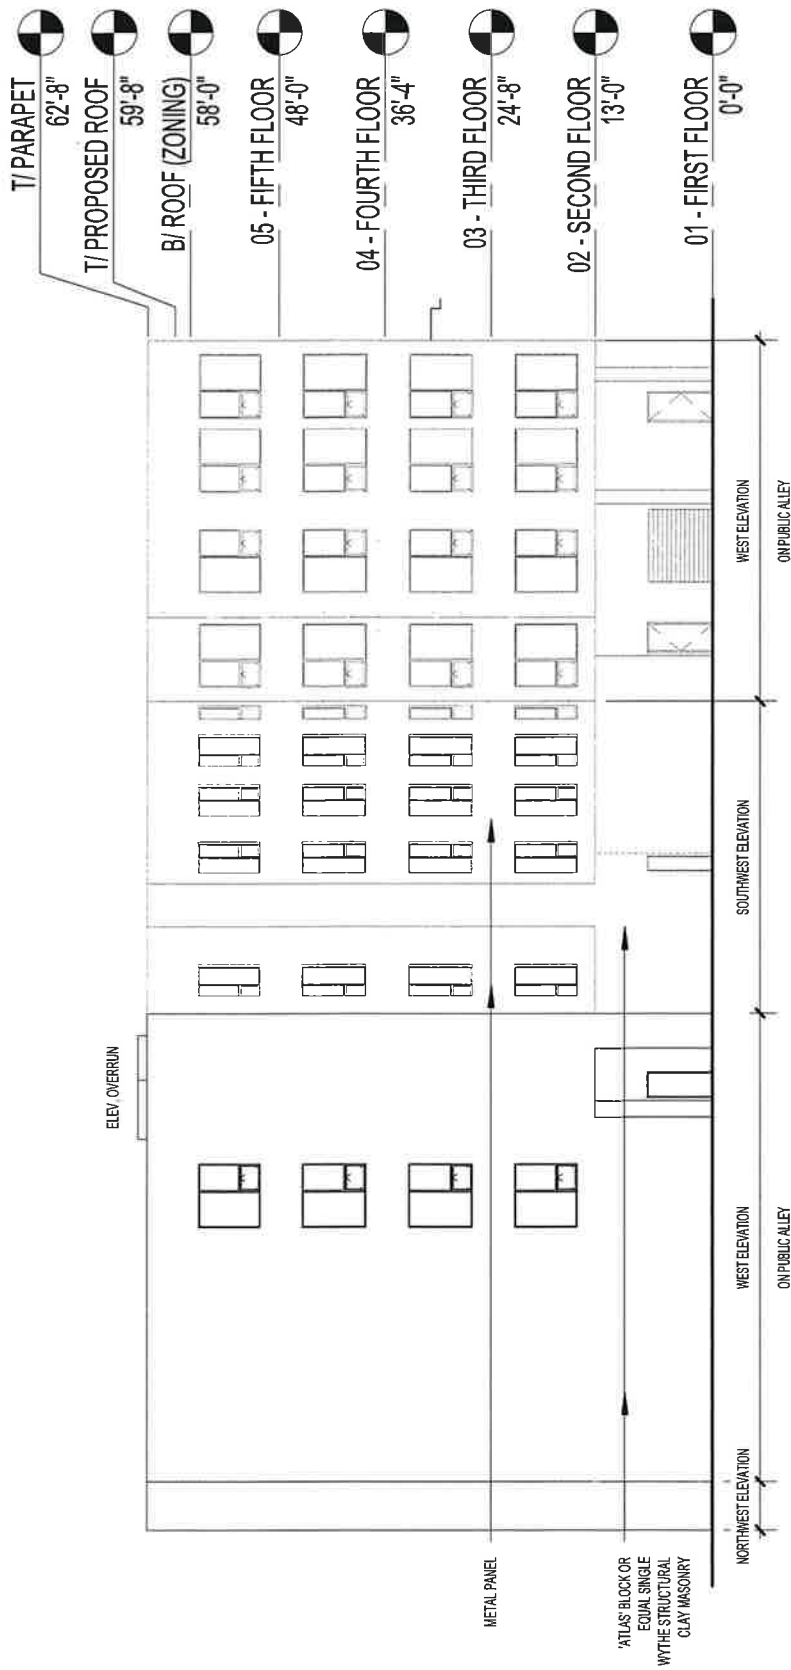 T/ PARAPET
62'-8"
T/ PROPOSED ROOF
59'-8"
B/ ROOF (ZONING)
58'-0"
05 - FIFTH FLOOR
48'-0"
04 - FOURTH FLOOR
36'-4"
03 - THIRD FLOOR
24'-8"
02 - SECOND FLOOR
13'-0"
01 - FIRST FLOOR
0'-0"
ELEV. OVERRUN
METAL PANEL
'ATLAS' BLOCK OR
EQUAL SINGLE
WYTHE STRUCTURAL
CLAY MASONRY
NORTHWEST ELEVATION
WEST ELEVATION
ON PUBLIC ALLEY
SOUTHWEST ELEVATION
WEST ELEVATION
ON PUBLIC ALLEY